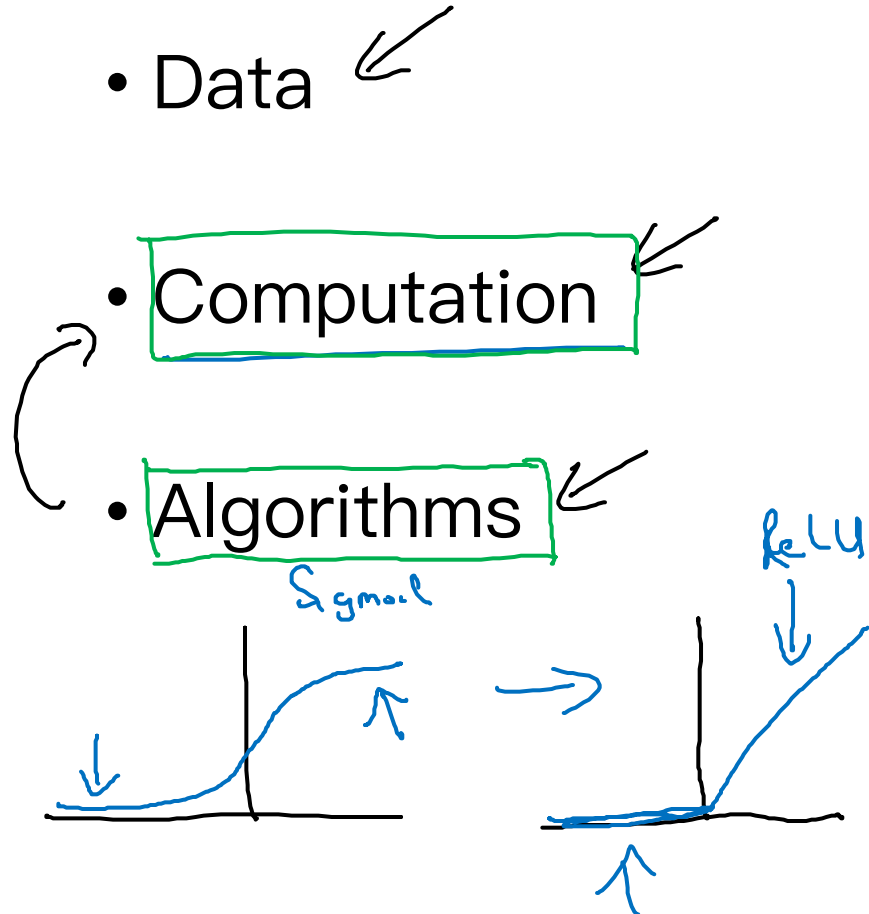 • Data
• Computation
• Algorithms
Sigmoid
ReLU